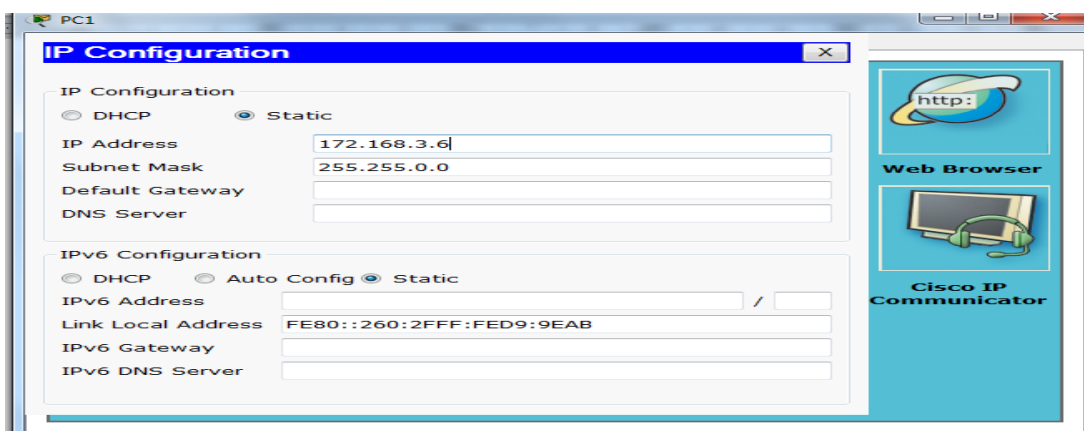 PC1
IP Configuration
X
IP Configuration
DHCP Static
IP Address 172.168.3.6
Subnet Mask 255.255.0.0
Default Gateway
DNS Server
IPv6 Configuration
DHCP Auto Config Static
IPv6 Address /
Link Local Address FE80::260:2FFF:FED9:9EAB
IPv6 Gateway
IPv6 DNS Server
http:
Web Browser
Cisco IP
Communicator